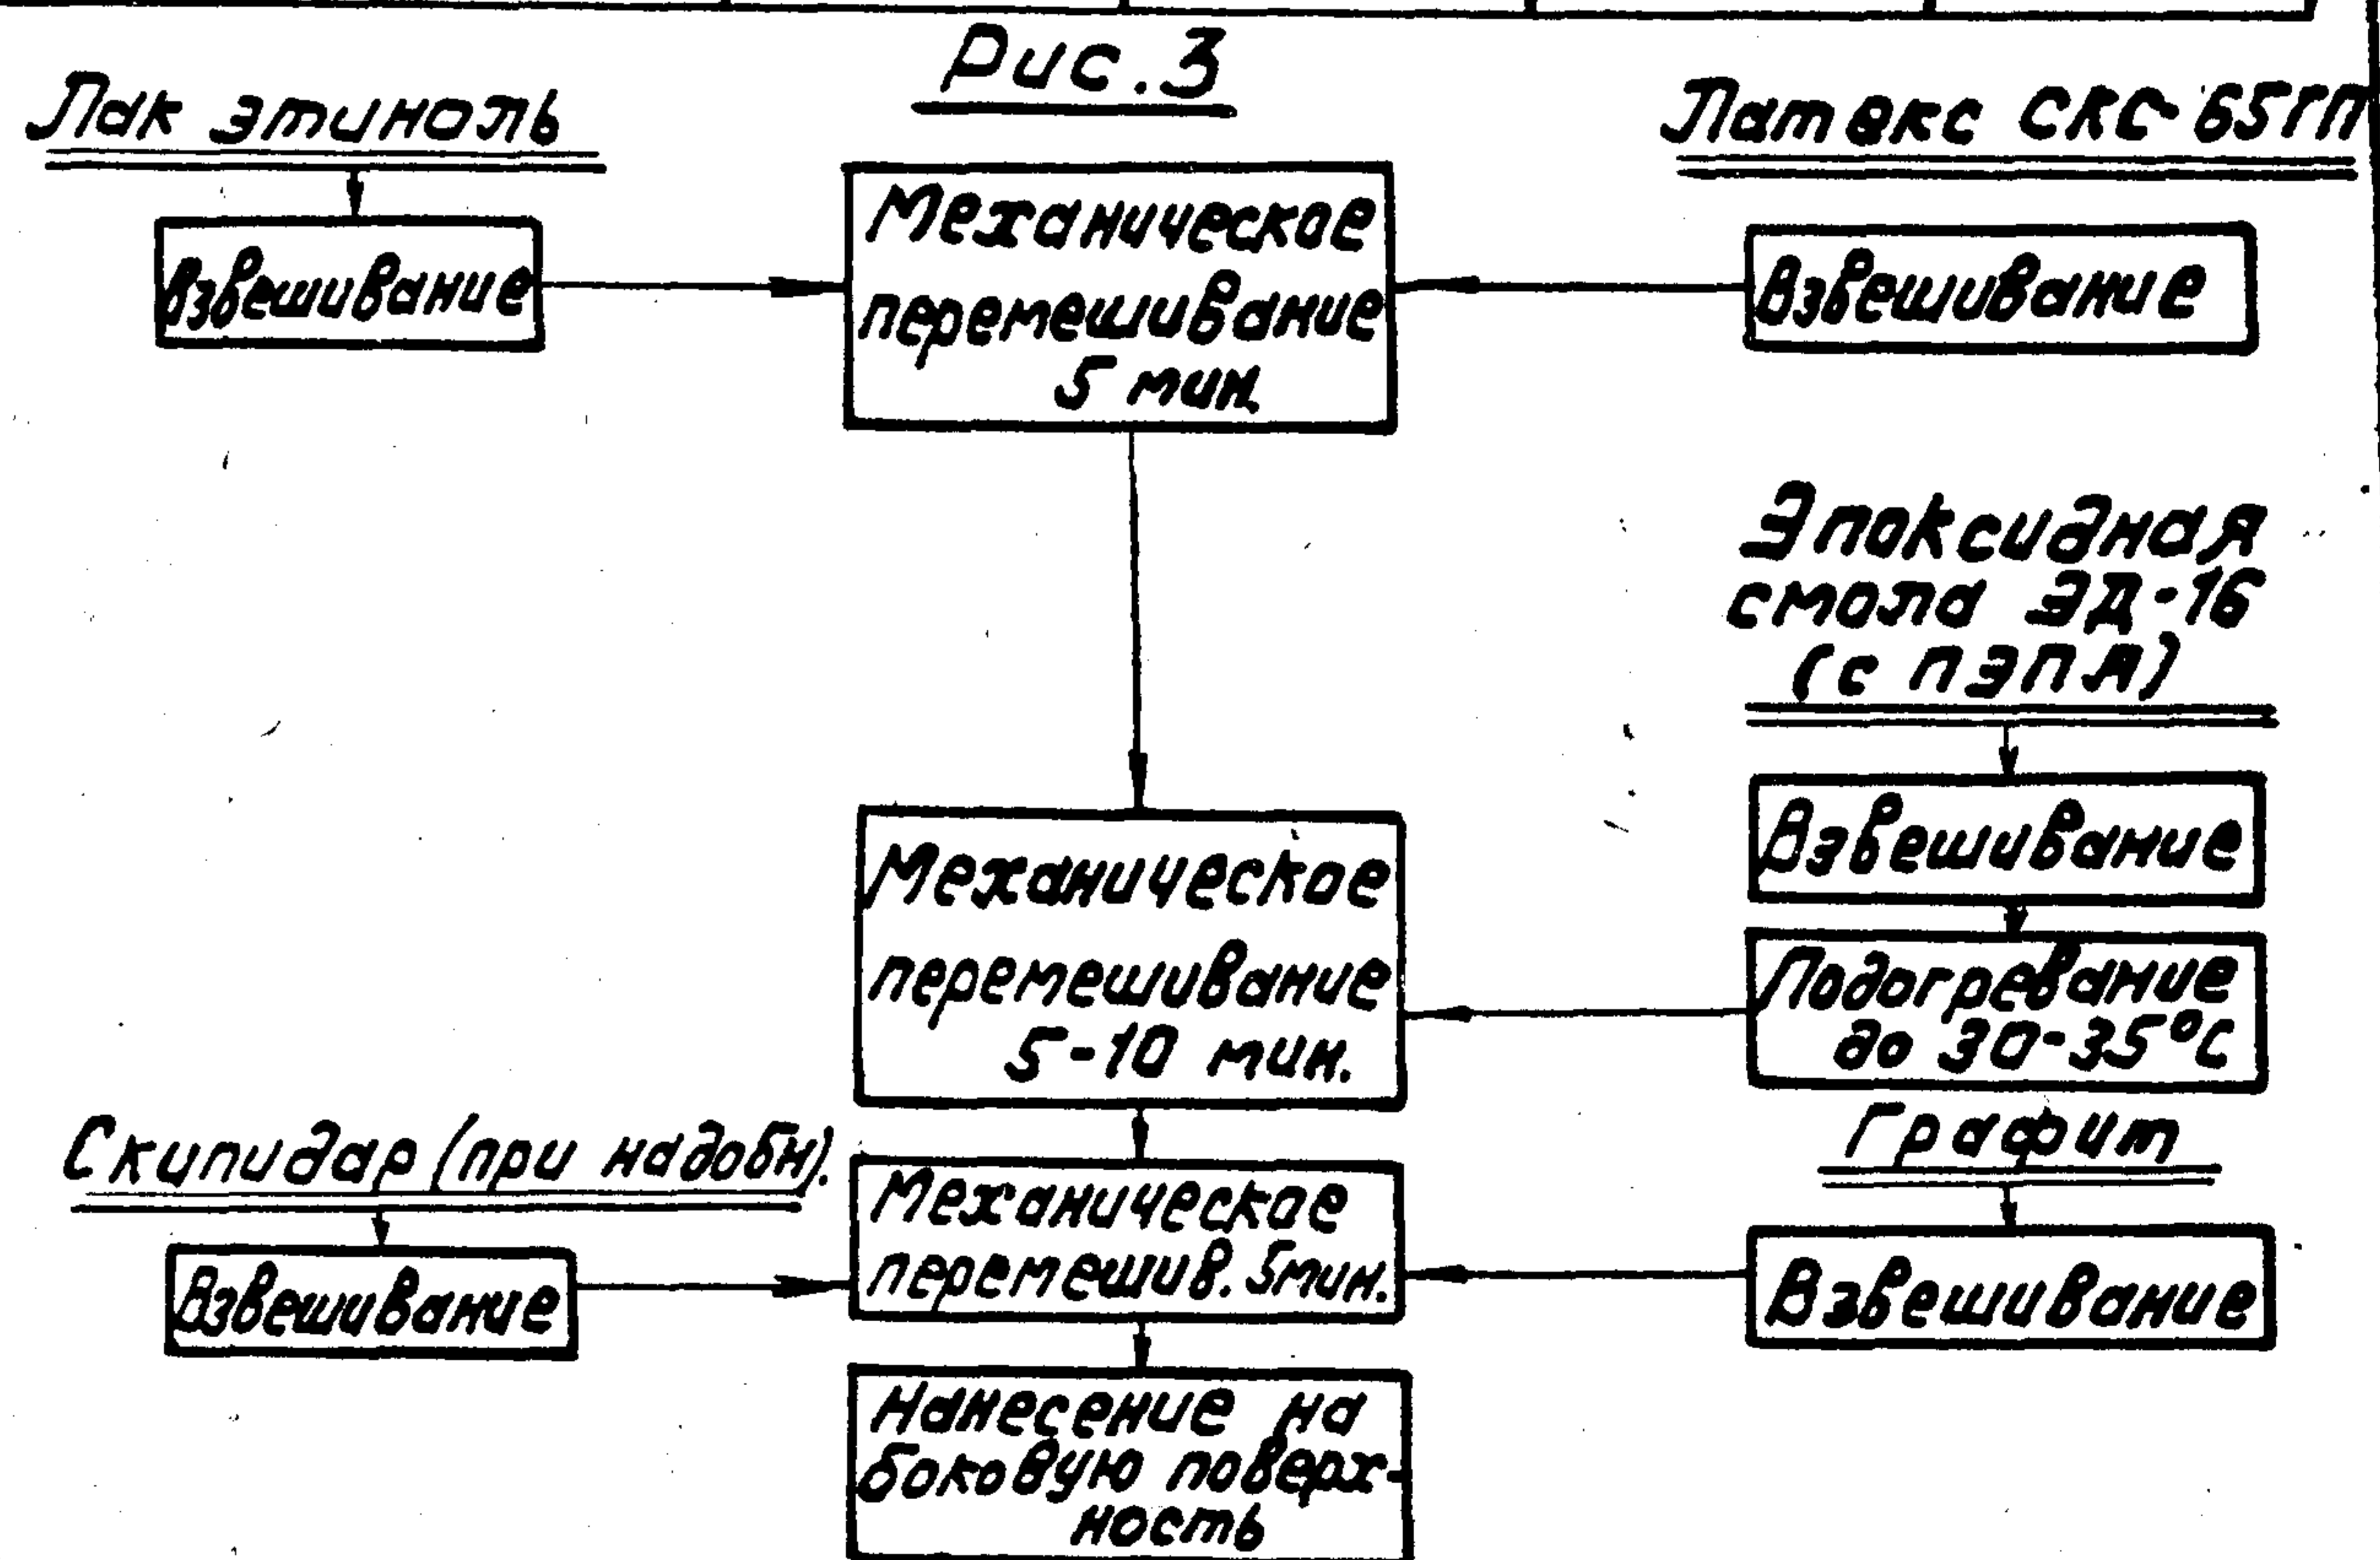 Рис.3
Лак этиноль
Латекс СКС-65ГП
Взвешивание
Механическое
перемешивание
5 мин.
Взвешивание
Эпоксидная
смола ЭД-16
(с ПЭПА)
Взвешивание
Механическое
перемешивание
5-10 мин.
Подогревание
до 30-35°С
Скипидар (при надобн).
Графит
Взвешивание
Механическое
перемешив. 5мин.
Взвешивание
Нанесение на
боковую поверх-
ность